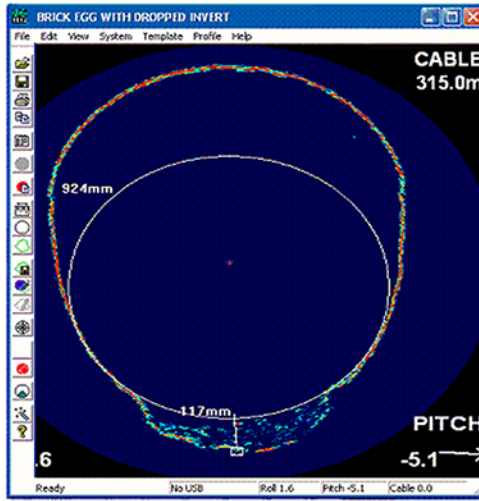 BRICK EGG WITH DROPPED INVERT
File Edit View System Template Profile Help
CABLE
315.0m
924mm
117mm
PITCH
.6
-5.1
Ready No USB Roll 1.6 Pitch -5.1 Cable 0.0